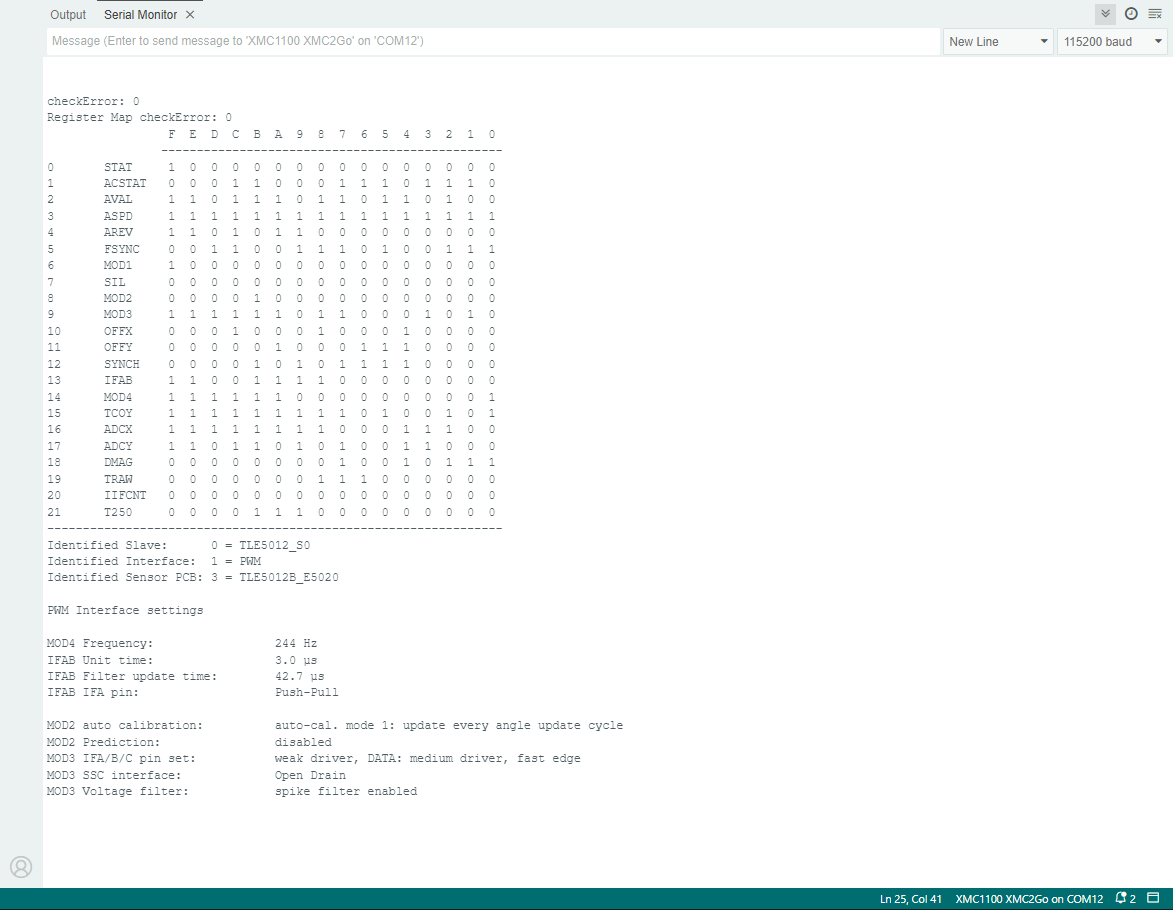 Output Serial Monitor
Message (Enter to send message to 'XMC1100 XMC2Go' on 'COM12') New Line 115200 baud
checkError: 0
Register Map checkError: 0
F E D C B A 9 8 7 6 5 4 3 2 1 0
------------------------------------------------
0 STAT 1 0 0 0 0 0 0 0 0 0 0 0 0 0 0 0
1 ACSTAT 0 0 0 1 1 0 0 0 1 1 1 0 1 1 1 0
2 AVAL 1 1 0 1 1 1 0 1 1 0 1 1 0 1 0 0
3 ASPD 1 1 1 1 1 1 1 1 1 1 1 1 1 1 1 1
4 AREV 1 1 0 1 0 1 1 0 0 0 0 0 0 0 0 0
5 FSYNC 0 0 1 1 0 0 1 1 1 0 1 0 0 1 1 1
6 MOD1 1 0 0 0 0 0 0 0 0 0 0 0 0 0 0 0
7 SIL 0 0 0 0 0 0 0 0 0 0 0 0 0 0 0 0
8 MOD2 0 0 0 0 1 0 0 0 0 0 0 0 0 0 0 0
9 MOD3 1 1 1 1 1 1 0 1 1 0 0 0 1 0 1 0
10 OFFX 0 0 0 1 0 0 0 1 0 0 0 1 0 0 0 0
11 OFFY 0 0 0 0 0 1 0 0 0 1 1 1 0 0 0 0
12 SYNCH 0 0 0 0 1 0 1 0 1 1 1 1 0 0 0 0
13 IFAB 1 1 0 0 1 1 1 1 0 0 0 0 0 0 0 0
14 MOD4 1 1 1 1 1 1 0 0 0 0 0 0 0 0 0 1
15 TCOY 1 1 1 1 1 1 1 1 1 0 1 0 0 1 0 1
16 ADCX 1 1 1 1 1 1 1 1 0 0 0 1 1 1 0 0
17 ADCY 1 1 0 1 1 0 1 0 1 0 0 1 1 0 0 0
18 DMAG 0 0 0 0 0 0 0 0 1 0 0 1 0 1 1 1
19 TRAW 0 0 0 0 0 0 0 1 1 1 0 0 0 0 0 0
20 IIFCNT 0 0 0 0 0 0 0 0 0 0 0 0 0 0 0 0
21 T250 0 0 0 0 1 1 1 0 0 0 0 0 0 0 0 0
----------------------------------------------------------------
Identified Slave: 0 = TLE5012_S0
Identified Interface: 1 = PWM
Identified Sensor PCB: 3 = TLE5012B_E5020
PWM Interface settings
MOD4 Frequency: 244 Hz
IFAB Unit time: 3.0 µs
IFAB Filter update time: 42.7 µs
IFAB IFA pin: Push-Pull
MOD2 auto calibration: auto-cal. mode 1: update every angle update cycle
MOD2 Prediction: disabled
MOD3 IFA/B/C pin set: weak driver, DATA: medium driver, fast edge
MOD3 SSC interface: Open Drain
MOD3 Voltage filter: spike filter enabled
Ln 25, Col 41 XMC1100 XMC2Go on COM12 2